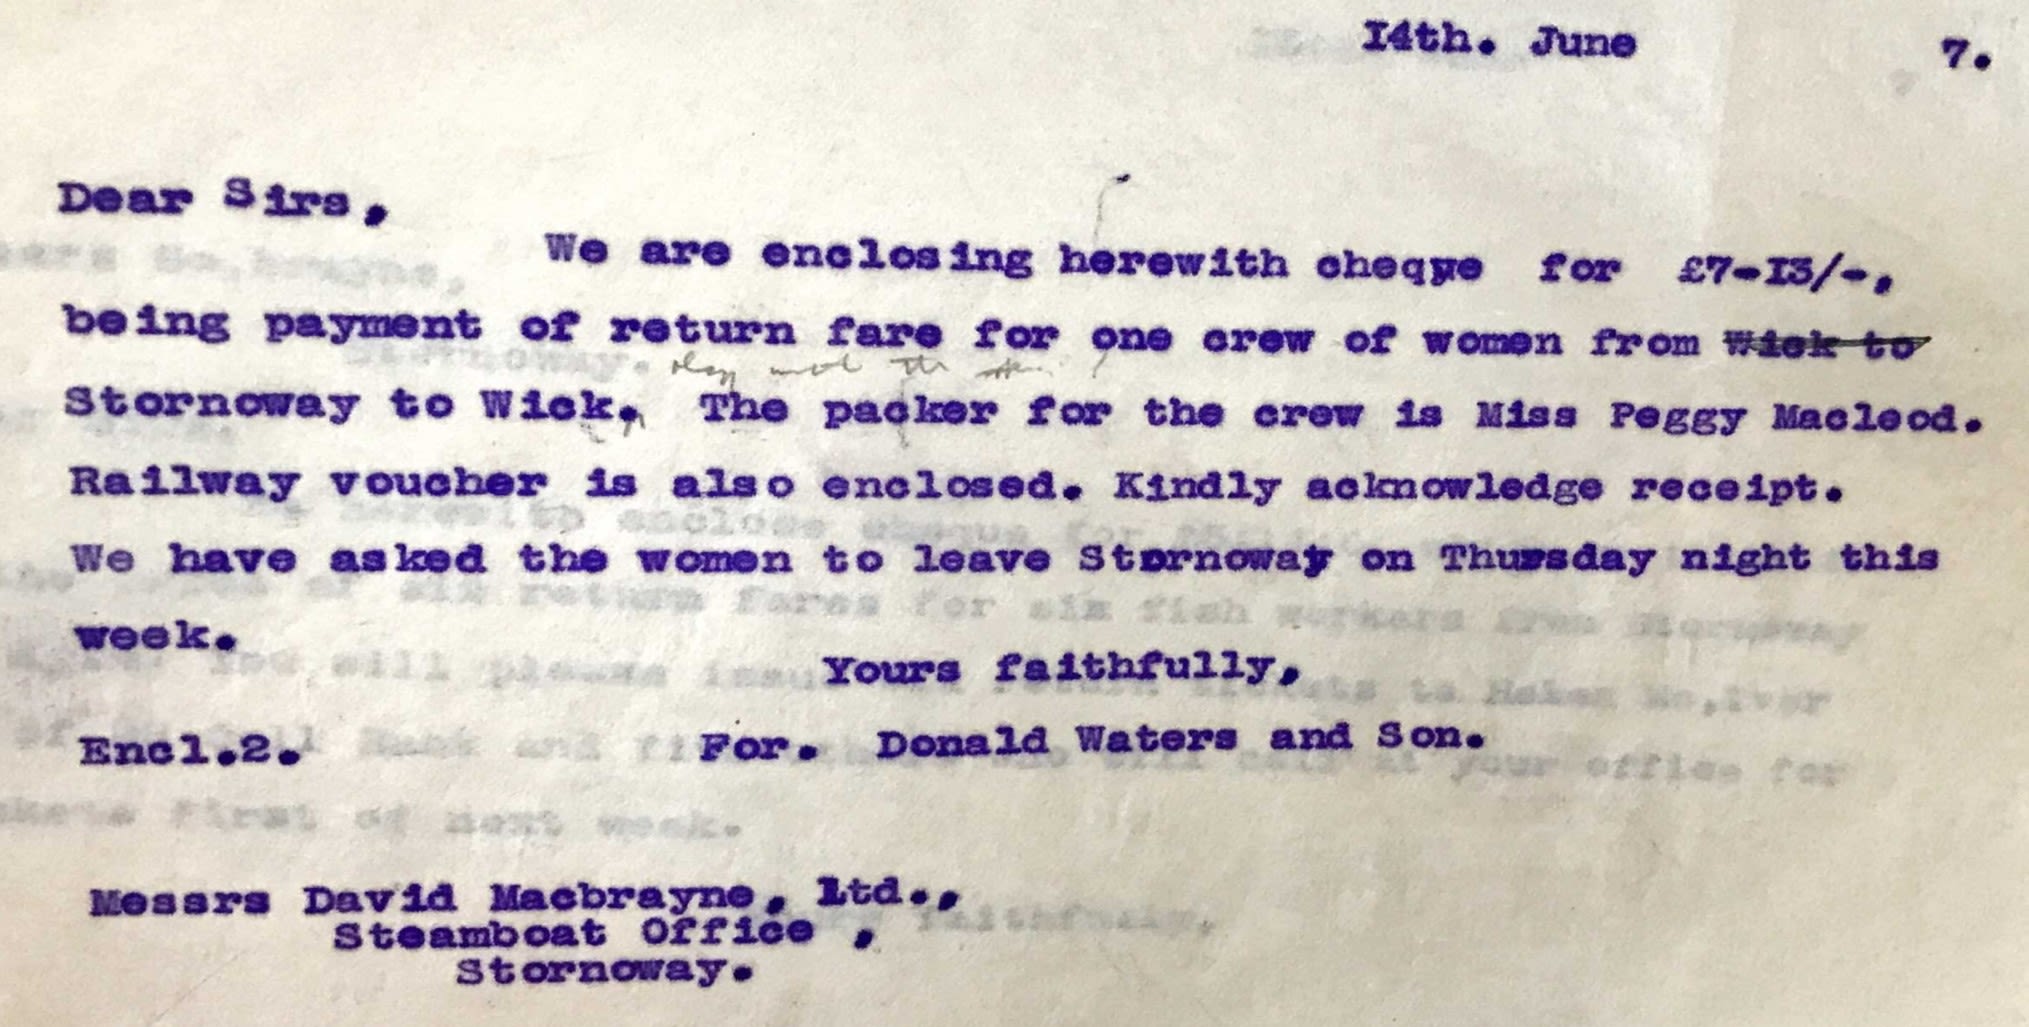 14th. June 7.
Dear Sirs,
We are enclosing herewith cheque for £7-13/-,
being payment of return fare for one crew of women from Wick to
Stornoway to Wick. The packer for the crew is Miss Peggy Macleod.
Railway voucher is also enclosed. Kindly acknowledge receipt.
We have asked the women to leave Stornoway on Thursday night this
week.
Yours faithfully,
Encl.2. For. Donald Waters and Son.
Messrs David Macbrayne, Ltd.,
Steamboat Office ,
Stornoway.